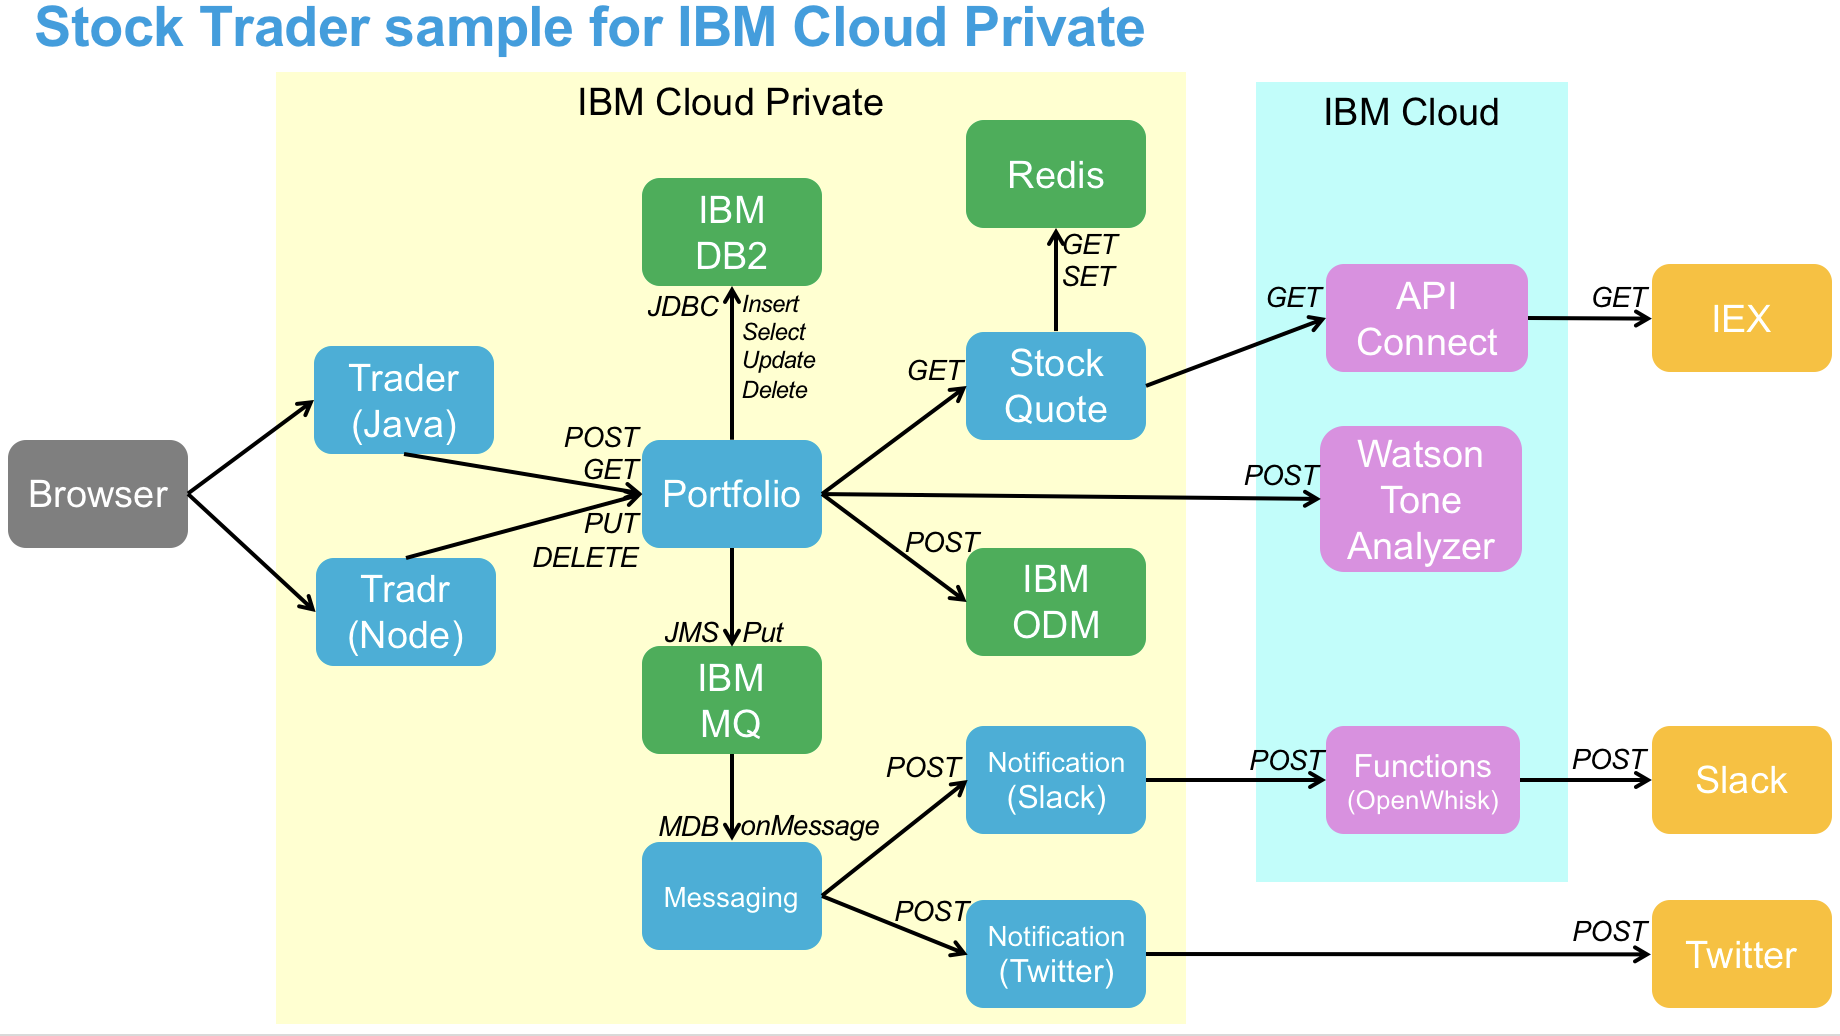 Stock Trader sample for IBM Cloud Private
IBM Cloud Private
IBM Cloud
Redis
IBM
DB2
GET
SET
JDBC
Insert
Select
Update
Delete
GET
API
Connect
GET
IEX
Trader
(Java)
GET
Stock
Quote
POST
GET
Browser
Portfolio
POST
Watson
Tone
Analyzer
PUT
DELETE
POST
IBM
ODM
Tradr
(Node)
JMS
Put
IBM
MQ
POST
Notification
(Slack)
POST
Functions
(OpenWhisk)
POST
Slack
MDB
onMessage
Messaging
POST
Notification
(Twitter)
POST
Twitter